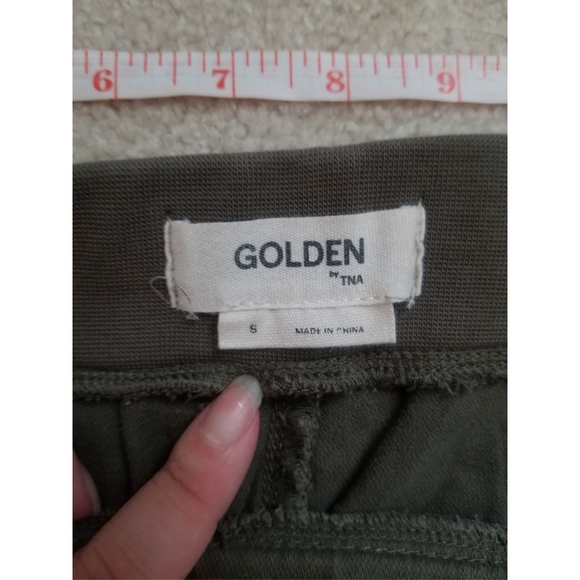 6 7 8 9
GOLDEN
by TNA
S MADE IN CHINA